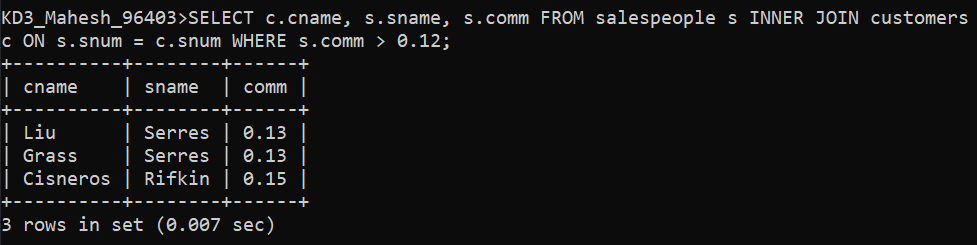 KD3_Mahesh_96403>SELECT c.cname, s.sname, s.comm FROM salespeople s INNER JOIN customers
c ON s.snum = c.snum WHERE s.comm > 0.12;
+----------+--------+------+
| cname    | sname  | comm |
+----------+--------+------+
| Liu      | Serres | 0.13 |
| Grass    | Serres | 0.13 |
| Cisneros | Rifkin | 0.15 |
+----------+--------+------+
3 rows in set (0.007 sec)